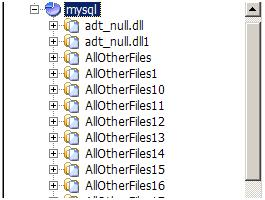 mysql
adt_null.dll
adt_null.dll1
AllOtherFiles
AllOtherFiles1
AllOtherFiles10
AllOtherFiles11
AllOtherFiles12
AllOtherFiles13
AllOtherFiles14
AllOtherFiles15
AllOtherFiles16